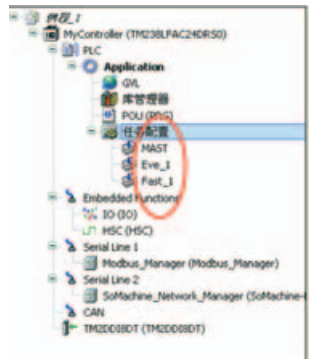 例程_1
MyController (TM238LFAC24DRS0)
PLC
Application
GVL
库管理器
POU (PRG)
任务配置
MAST
Eve_1
Fast_1
Embedded Functions
IO (IO)
HSC (HSC)
Serial Line 1
Modbus_Manager (Modbus_Manager)
Serial Line 2
SoMachine_Network_Manager (SoMachine-
CAN
TM2DDI8DT (TM2DDI8DT)